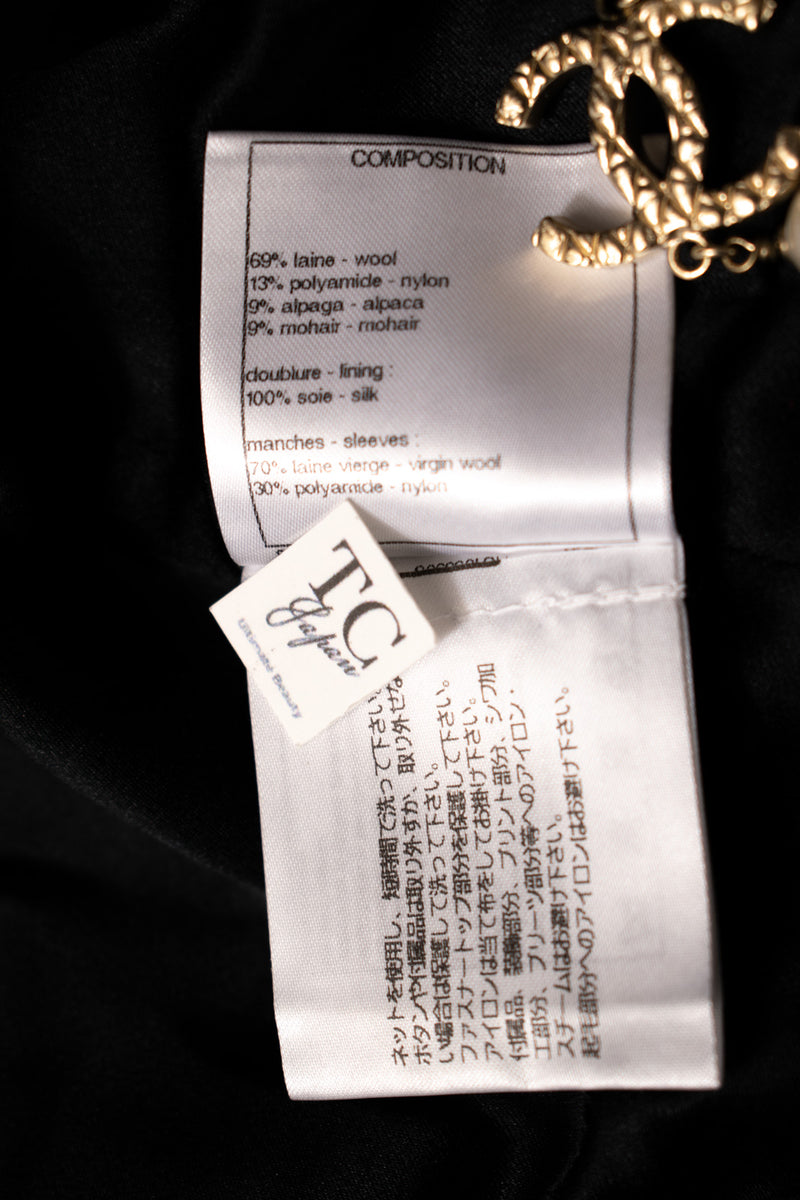 COMPOSITION
69% laine - wool
13% polyamide - nylon
9% alpaga - alpaca
9% mohair - mohair
doublure - lining :
100% soie - silk
manches - sleeves :
70% laine vierge - virgin wool
30% polyamide - nylon
TC
Japan
Ultimate Beauty
ネットを使用し、短時間で洗って下さい。
ボタンや付属品は取り外すか、取り外せな
い場合は保護して洗って下さい。
ファスナートップ部分を保護して下さい。
アイロンは当て布をしてお掛け下さい。
付属品、装飾部分、プリント部分、シワ加
工部分、プリーツ部分等へのアイロン・
スチームはお避け下さい。
起毛部分へのアイロンはお避け下さい。